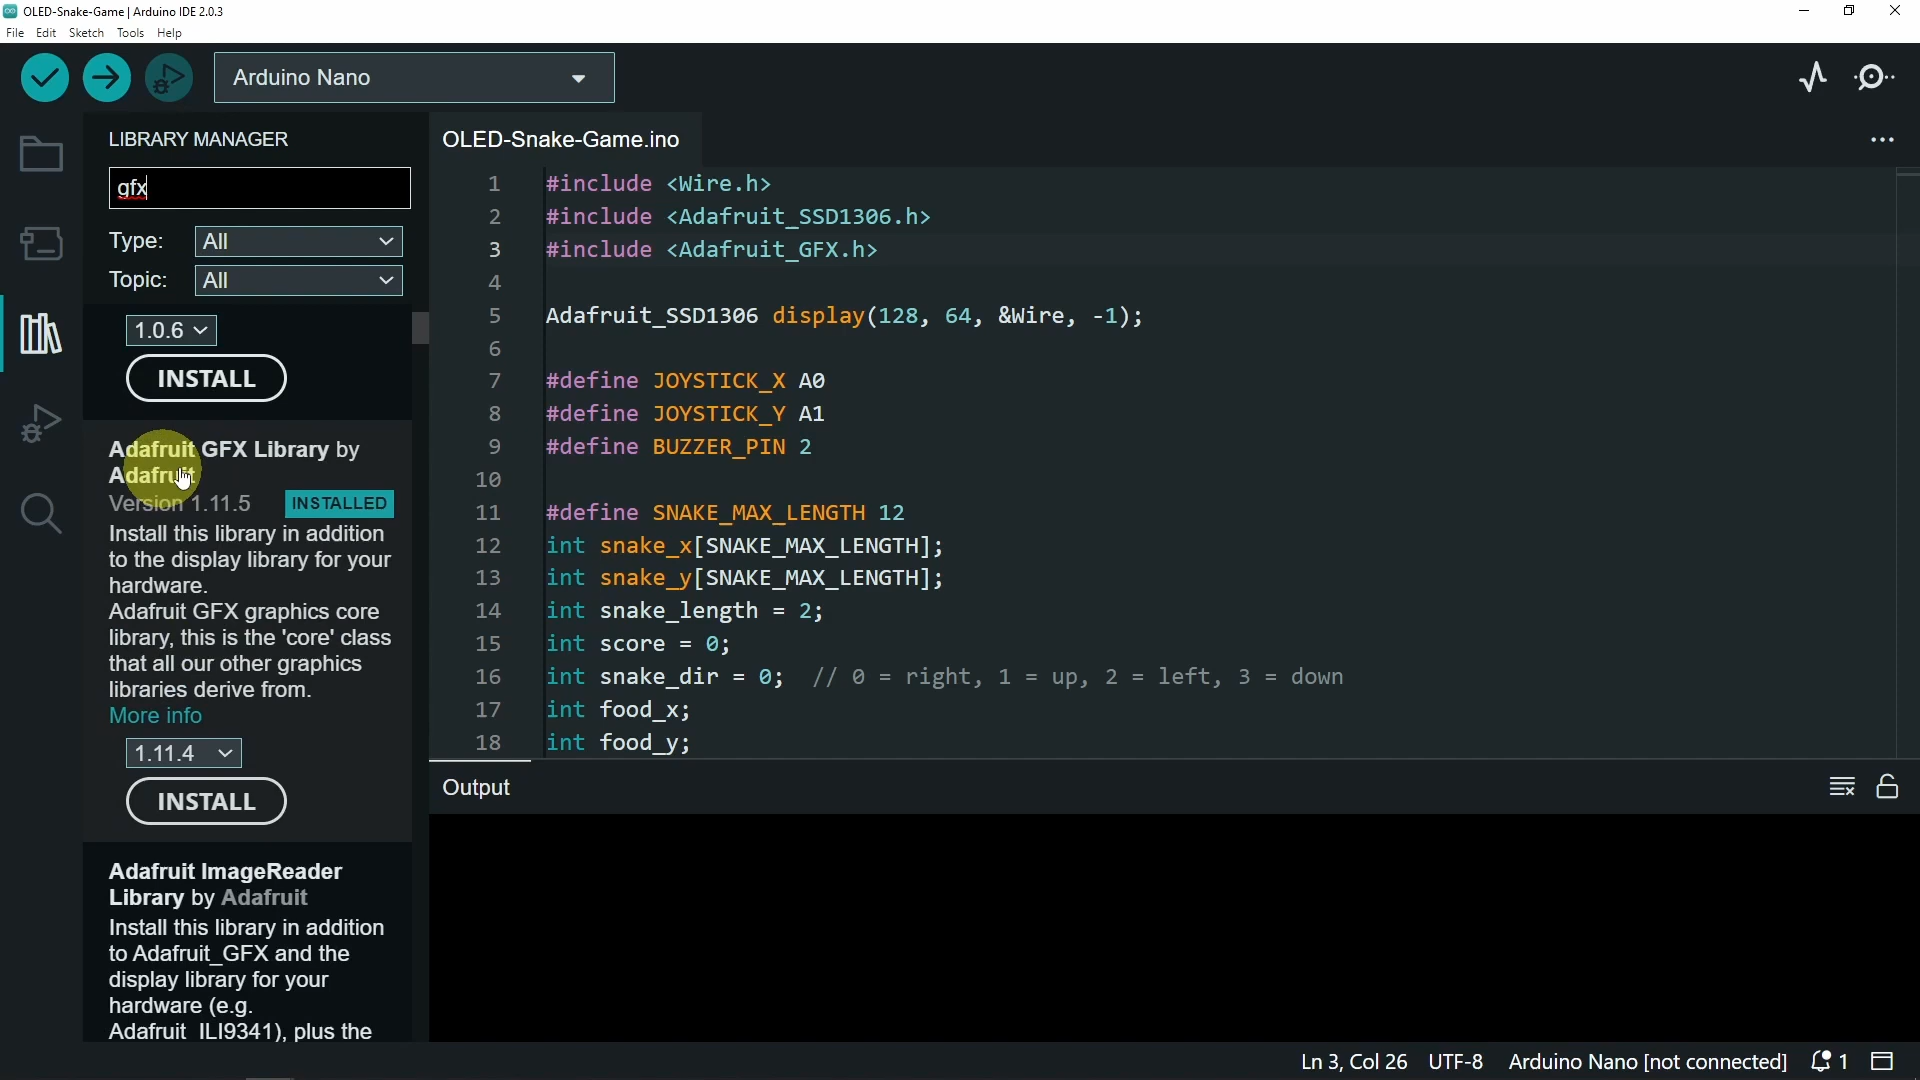 OLED-Snake-Game | Arduino IDE 2.0.3
File Edit Sketch Tools Help
Arduino Nano
LIBRARY MANAGER
gfx
Type: All
Topic: All
1.0.6
INSTALL
Adafruit GFX Library by
Adafruit
Version 1.11.5 INSTALLED
Install this library in addition
to the display library for your
hardware.
Adafruit GFX graphics core
library, this is the 'core' class
that all our other graphics
libraries derive from.
More info
1.11.4
INSTALL
Adafruit ImageReader
Library by Adafruit
Install this library in addition
to Adafruit_GFX and the
display library for your
hardware (e.g.
Adafruit_ILI9341), plus the
OLED-Snake-Game.ino
1 #include <Wire.h>
2 #include <Adafruit_SSD1306.h>
3 #include <Adafruit_GFX.h>
4
5 Adafruit_SSD1306 display(128, 64, &Wire, -1);
6
7 #define JOYSTICK_X A0
8 #define JOYSTICK_Y A1
9 #define BUZZER_PIN 2
10
11 #define SNAKE_MAX_LENGTH 12
12 int snake_x[SNAKE_MAX_LENGTH];
13 int snake_y[SNAKE_MAX_LENGTH];
14 int snake_length = 2;
15 int score = 0;
16 int snake_dir = 0; // 0 = right, 1 = up, 2 = left, 3 = down
17 int food_x;
18 int food_y;
Output
Ln 3, Col 26 UTF-8 Arduino Nano [not connected] 1